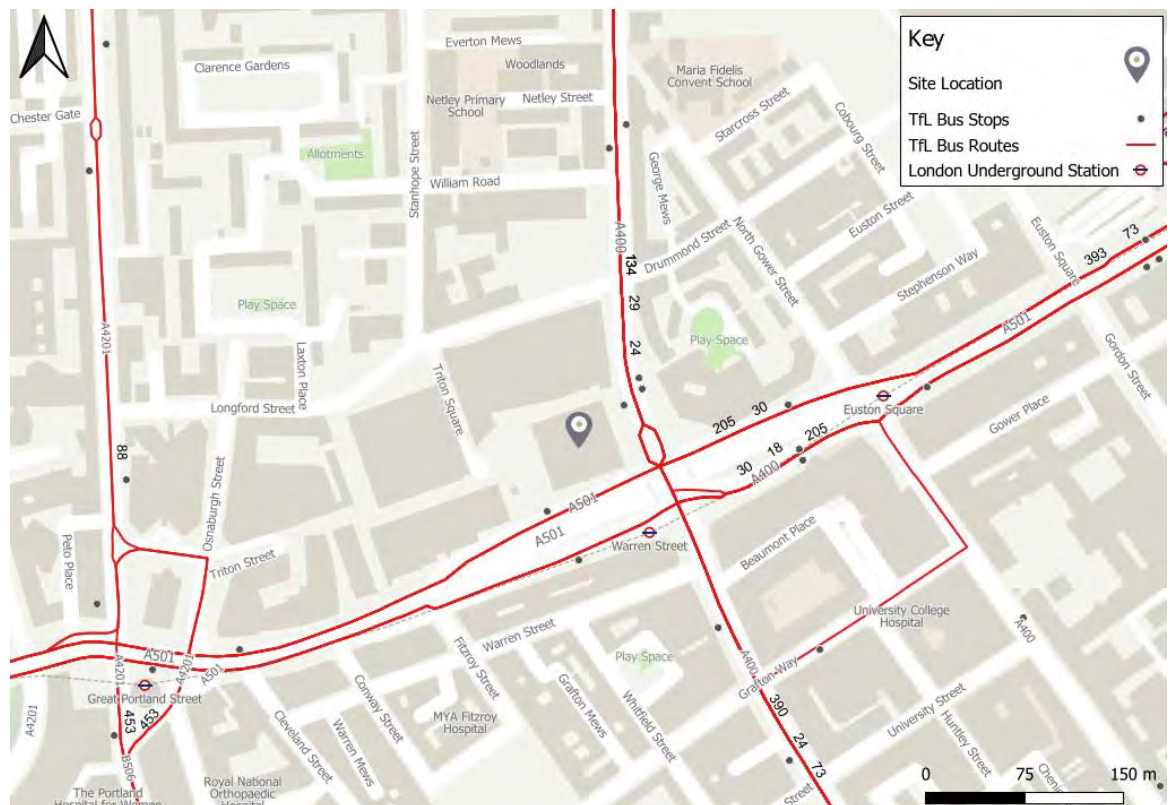 Key
Site Location
TfL Bus Stops
TfL Bus Routes
London Underground Station
Everton Mews
Woodlands
Clarence Gardens
Maria Fidelis
Convent School
Netley Primary
School
Netley Street
Chester Gate
Starcross Street
Cobourg Street
Allotments
Stanhope Street
William Road
George Mews
A400
134
29
24
Drummond Street
North Gower Street
Euston Street
Euston Square
Stephenson Way
393
73
A501
Play Space
A4201
Laxton Place
Longford Street
Triton Square
Play Space
Gordon Street
Gower Place
Euston Square
205
30
30
18
205
A400
88
Osnaburgh Street
A501
A501
Warren Street
Beaumont Place
Peto Place
Triton Street
University College
Hospital
A400
Warren Street
Fitzroy Street
Play Space
A400
Grafton Way
A501
A4201
A4201
A501
Great Portland Street
453
453
A4201
B506
Conway Street
Cleveland Street
Warren Mews
MYA Fitzroy
Hospital
Grafton Mews
Whitfield Street
390
24
73
University Street
Huntley Street
Royal National
Orthopaedic
Hospital
The Portland
Hospital for Women
Street
Chenies
0
75
150 m